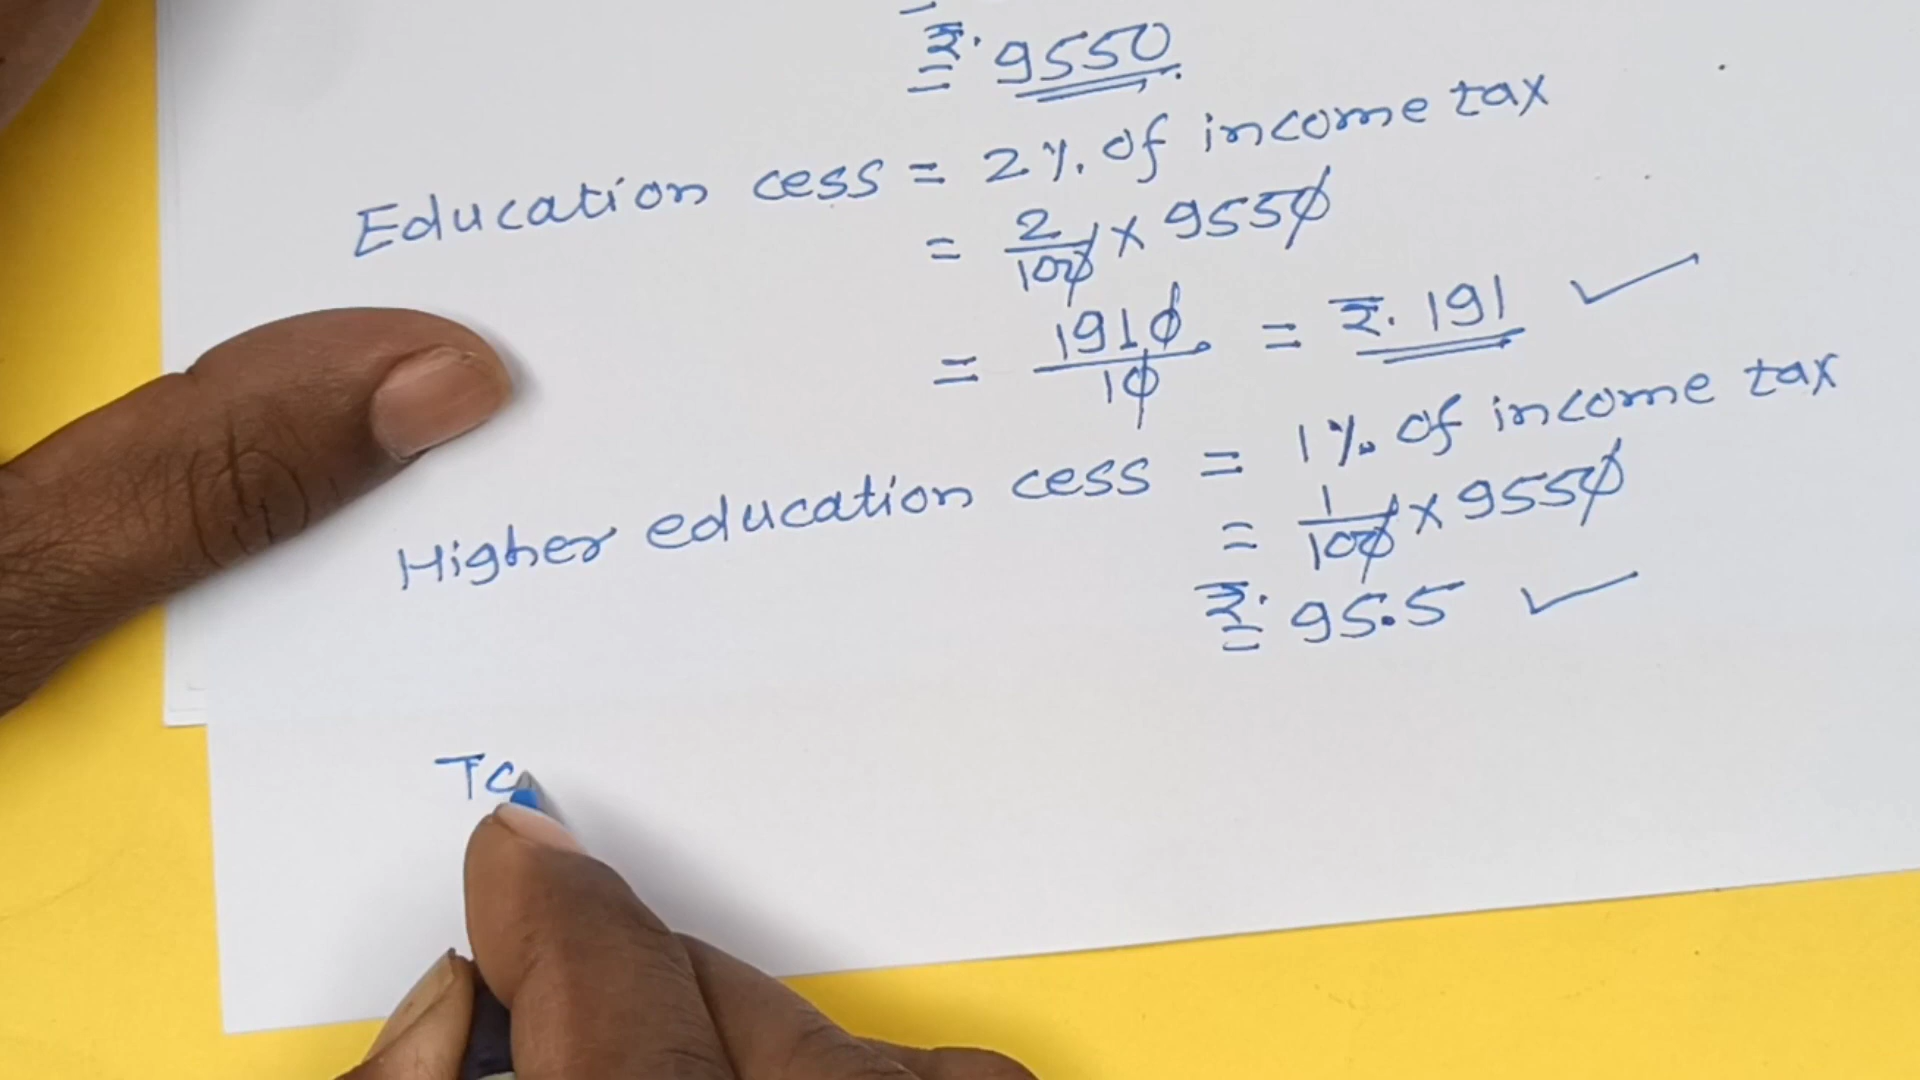 = ₹. 9550
Education cess = 2%. of income tax
= 2/100 × 9550
= 1910/10 = ₹. 191 ✓
Higher education cess = 1%. of income tax
= 1/100 × 9550
= ₹. 95.5 ✓
To